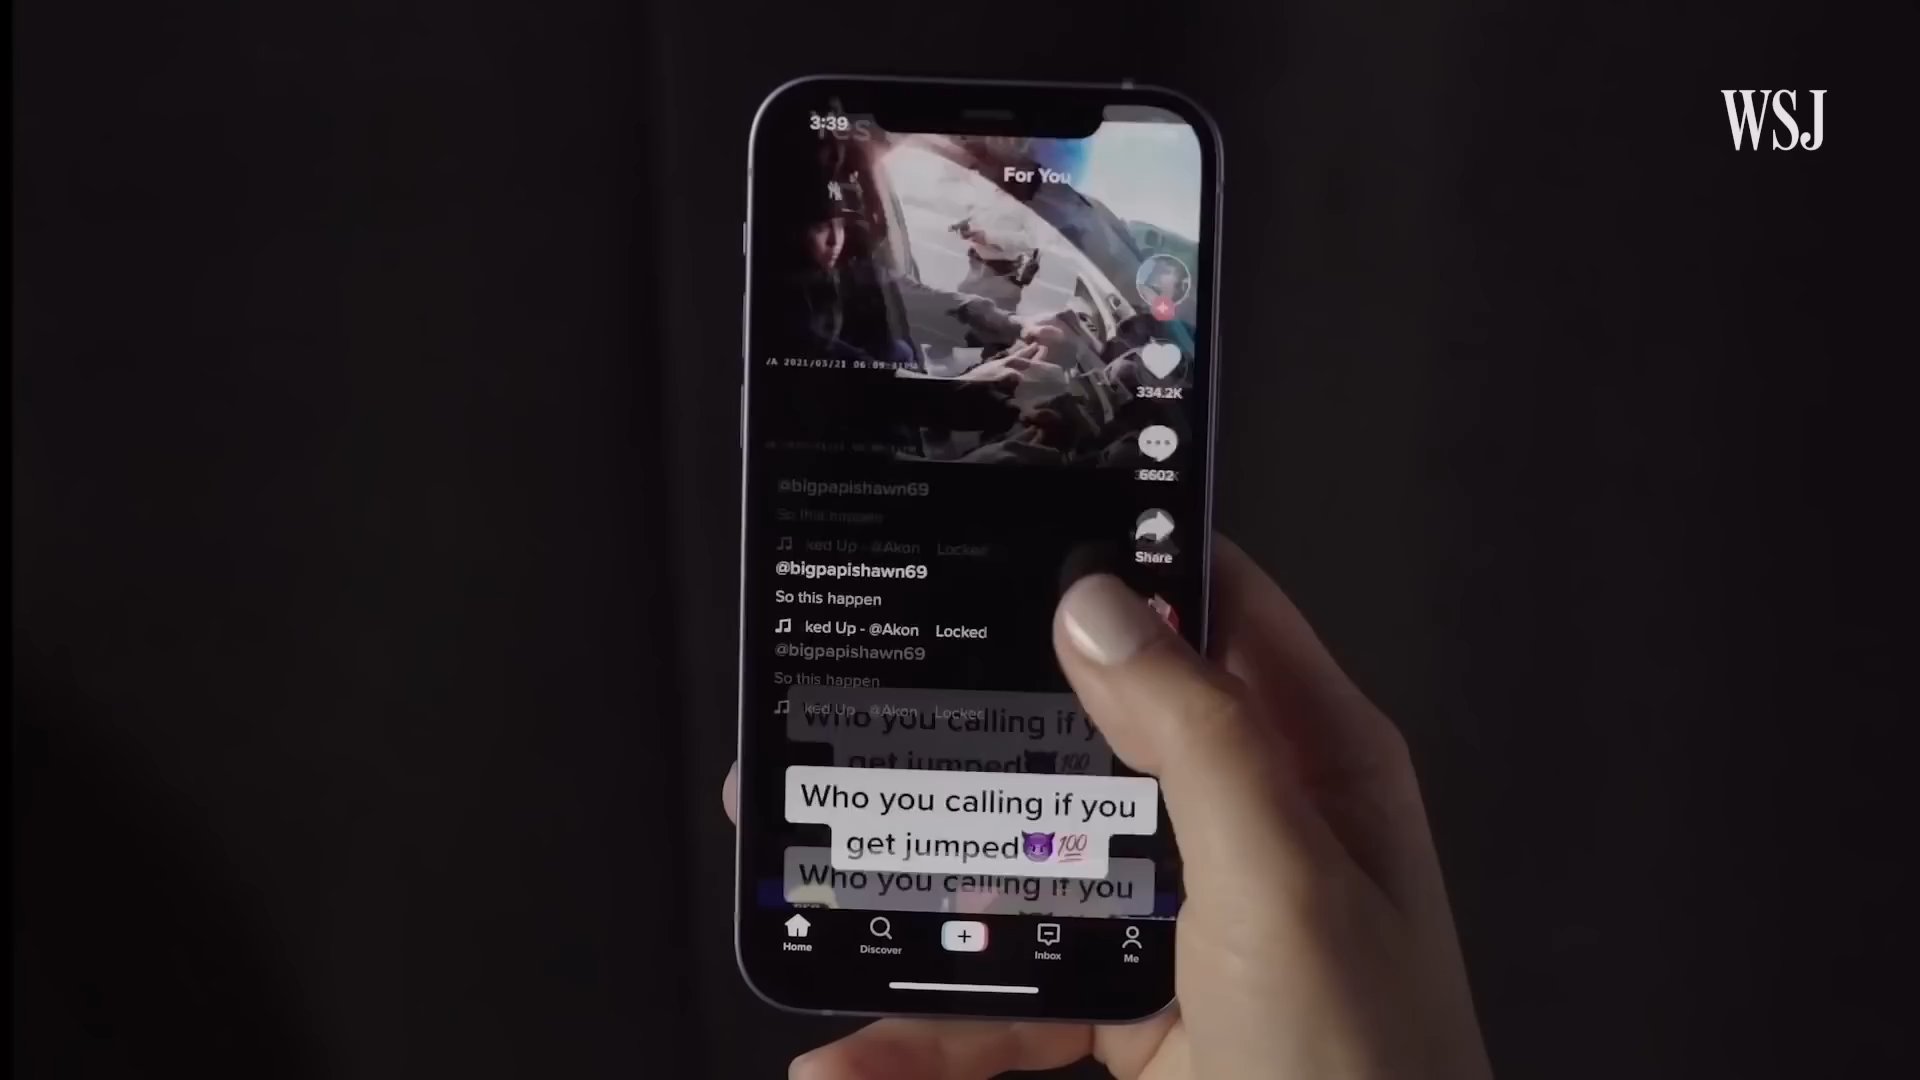 WSJ
3:39
Yes
For You
334.2K
6602
Share
@bigpapishawn69
So this happen
ked Up - @Akon Locked
@bigpapishawn69
So this happen
ked Up - @Akon Locked
@bigpapishawn69
So this happen
ked Up @Akon Locked
Who you calling if y
get jumped😈💯
Who you calling if you
get jumped😈💯
Who you calling if you
Home
Discover
Inbox
Me